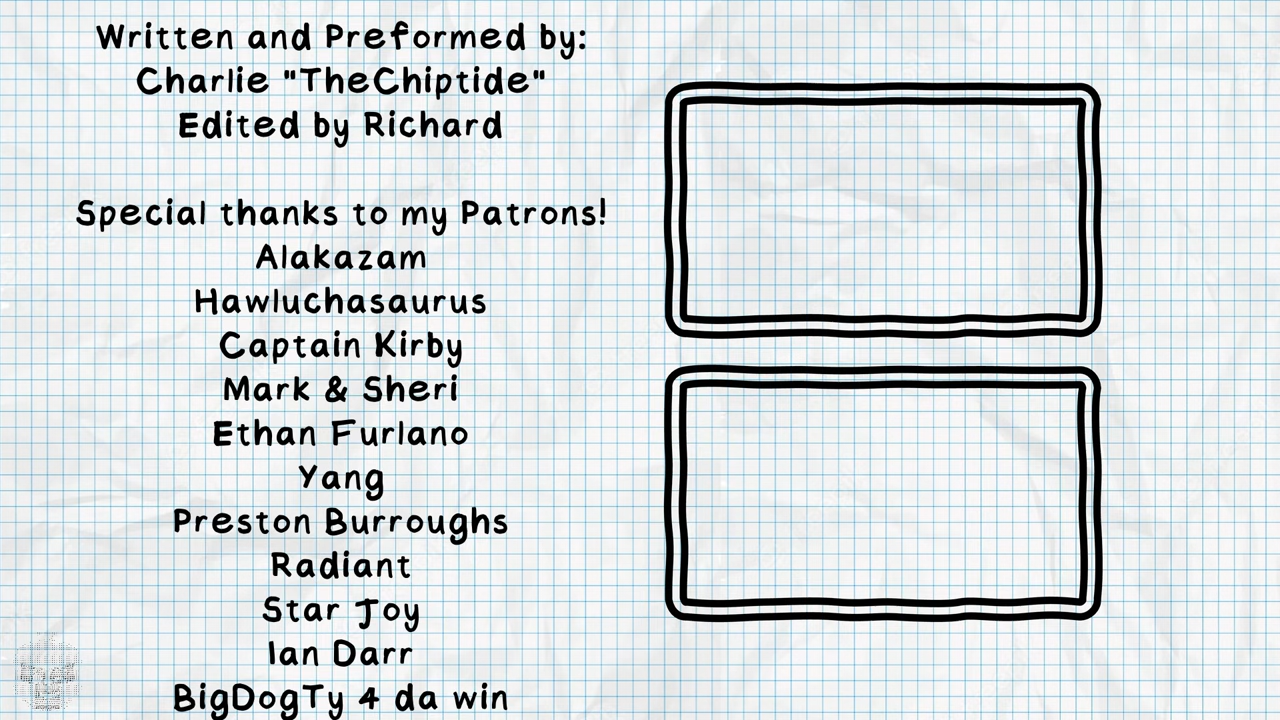 Written and Preformed by:
Charlie "TheChiptide"
Edited by Richard
Special thanks to my Patrons!
Alakazam
Hawluchasaurus
Captain Kirby
Mark & Sheri
Ethan Furlano
Yang
Preston Burroughs
Radiant
Star Joy
Ian Darr
BigDogTy 4 da win